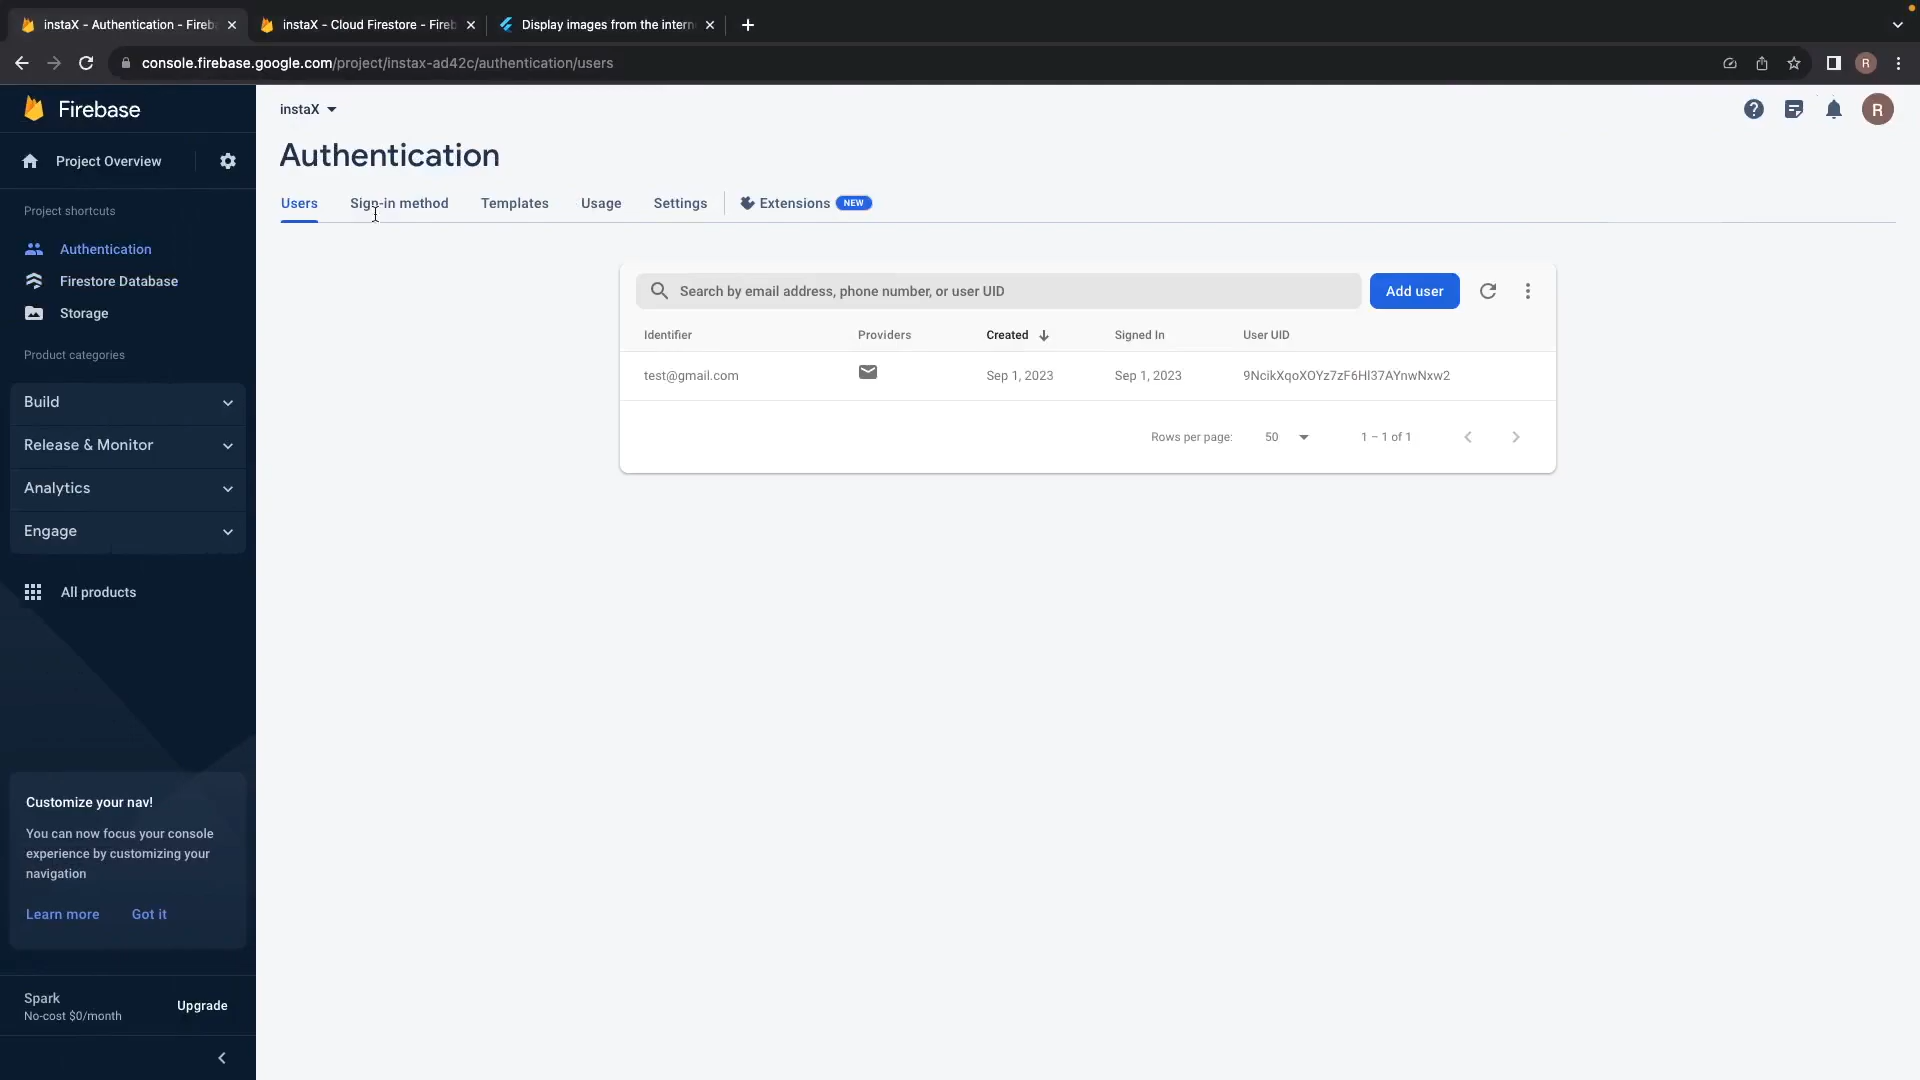 instaX - Authentication - Fireb
instaX - Cloud Firestore - Fireb
Display images from the intern
console.firebase.google.com/project/instax-ad42c/authentication/users
R
Firebase
Project Overview
Project shortcuts
Authentication
Firestore Database
Storage
Product categories
Build
Release & Monitor
Analytics
Engage
All products
Customize your nav!
You can now focus your console
experience by customizing your
navigation
Learn more Got it
Spark
No-cost $0/month
Upgrade
instaX
R
Authentication
Users Sign-in method Templates Usage Settings Extensions NEW
Search by email address, phone number, or user UID
Add user
Identifier Providers Created Signed In User UID
test@gmail.com Sep 1, 2023 Sep 1, 2023 9NcikXqoXOYz7zF6Hl37AYnwNxw2
Rows per page: 50 1 – 1 of 1